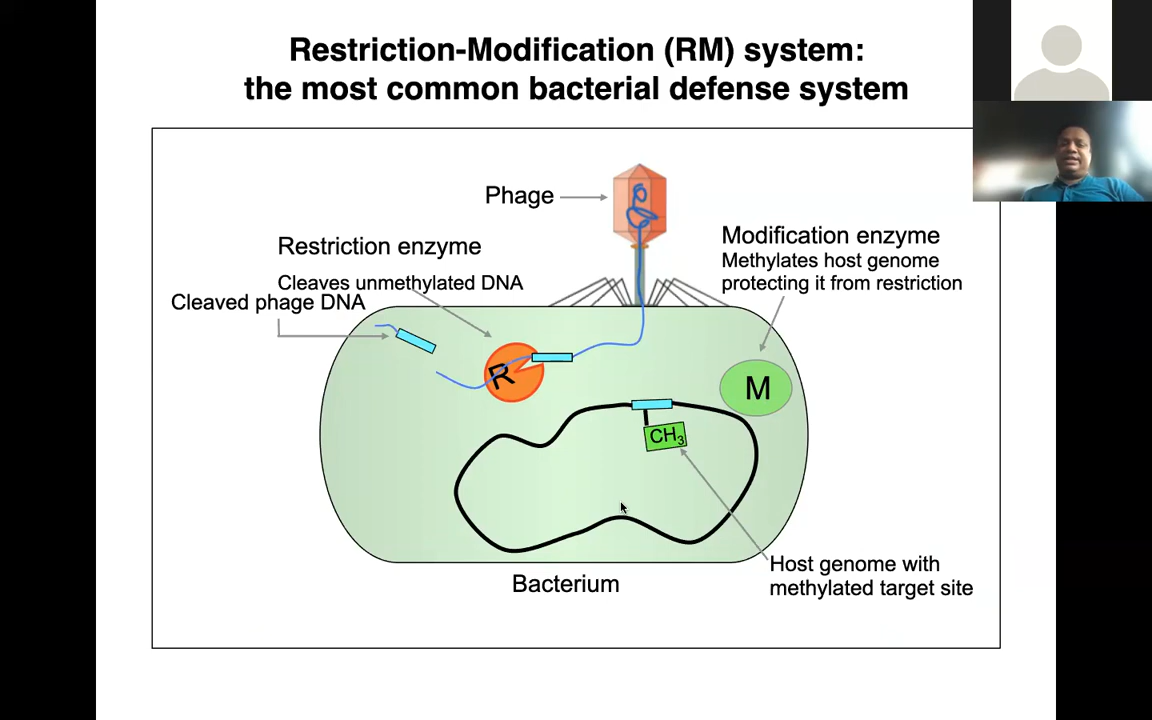 Restriction-Modification (RM) system:
the most common bacterial defense system
Phage
Restriction enzyme
Cleaves unmethylated DNA
Cleaved phage DNA
Modification enzyme
Methylates host genome
protecting it from restriction
R
M
CH₃
Host genome with
methylated target site
Bacterium